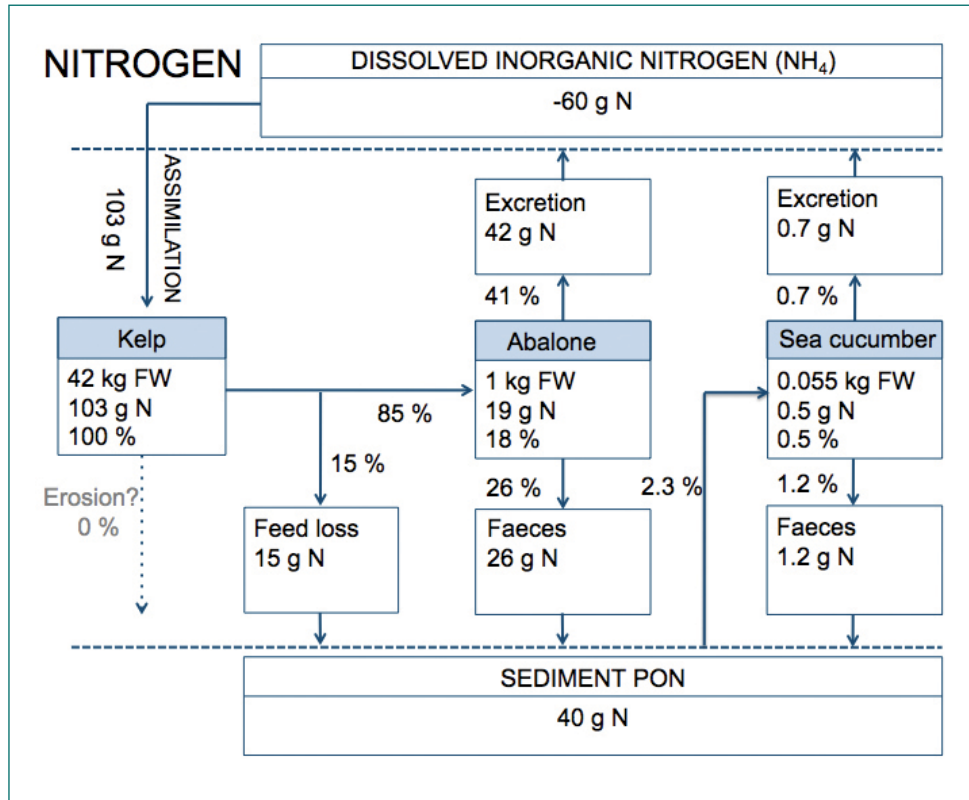 NITROGEN
DISSOLVED INORGANIC NITROGEN (NH₄)
-60 g N
ASSIMILATION
103 g N
Excretion
42 g N
Excretion
0.7 g N
41 %
0.7 %
Kelp
42 kg FW
103 g N
100 %
85 %
Abalone
1 kg FW
19 g N
18 %
Sea cucumber
0.055 kg FW
0.5 g N
0.5 %
15 %
26 %
2.3 %
1.2 %
Erosion?
0 %
Feed loss
15 g N
Faeces
26 g N
Faeces
1.2 g N
SEDIMENT PON
40 g N